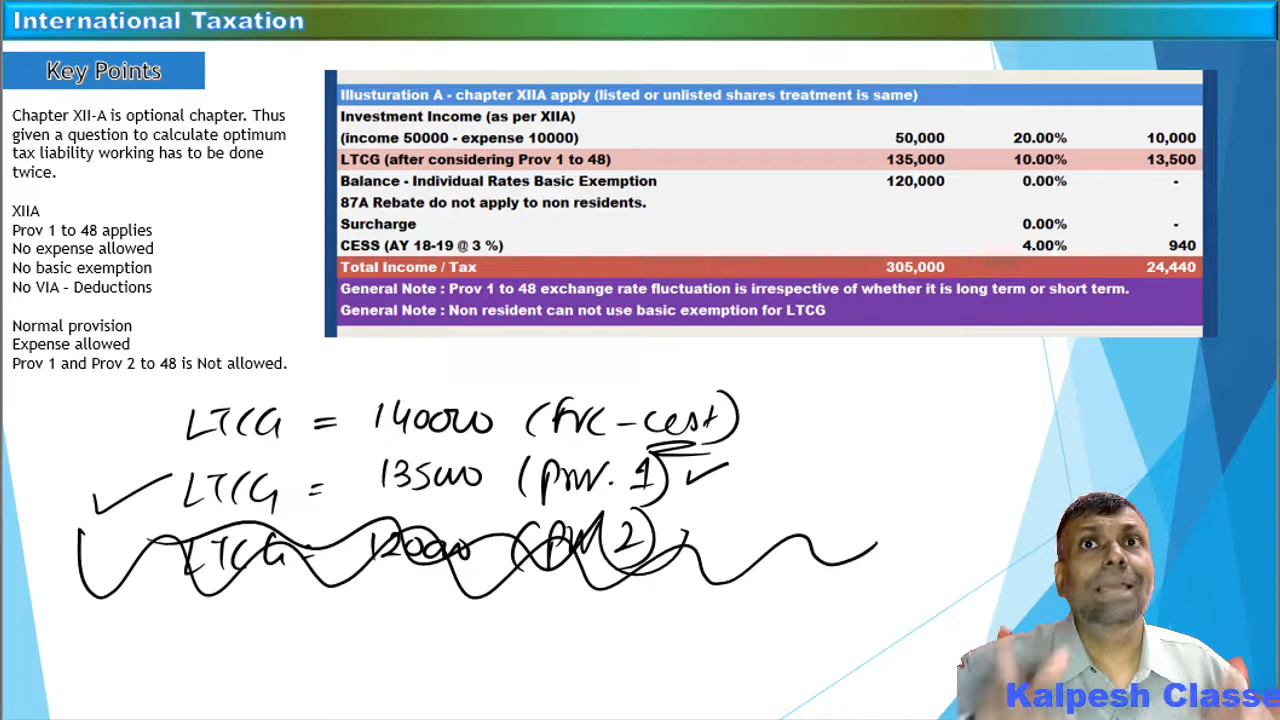 International Taxation
Key Points
Chapter XII-A is optional chapter. Thus
given a question to calculate optimum
tax liability working has to be done
twice.
XIIA
Prov 1 to 48 applies
No expense allowed
No basic exemption
No VIA - Deductions
Normal provision
Expense allowed
Prov 1 and Prov 2 to 48 is Not allowed.
Illusturation A - chapter XIIA apply (listed or unlisted shares treatment is same)
Investment Income (as per XIIA)
(income 50000 - expense 10000) 50,000 20.00% 10,000
LTCG (after considering Prov 1 to 48) 135,000 10.00% 13,500
Balance - Individual Rates Basic Exemption 120,000 0.00% -
87A Rebate do not apply to non residents.
Surcharge 0.00% -
CESS (AY 18-19 @ 3 %) 4.00% 940
Total Income / Tax 305,000 24,440
General Note : Prov 1 to 48 exchange rate fluctuation is irrespective of whether it is long term or short term.
General Note : Non resident can not use basic exemption for LTCG
LTCG = 140000 (FVC - cost)
LTCG = 135000 (Prov. 1)
LTCG = 120000 (Prov 2)
Kalpesh Classe